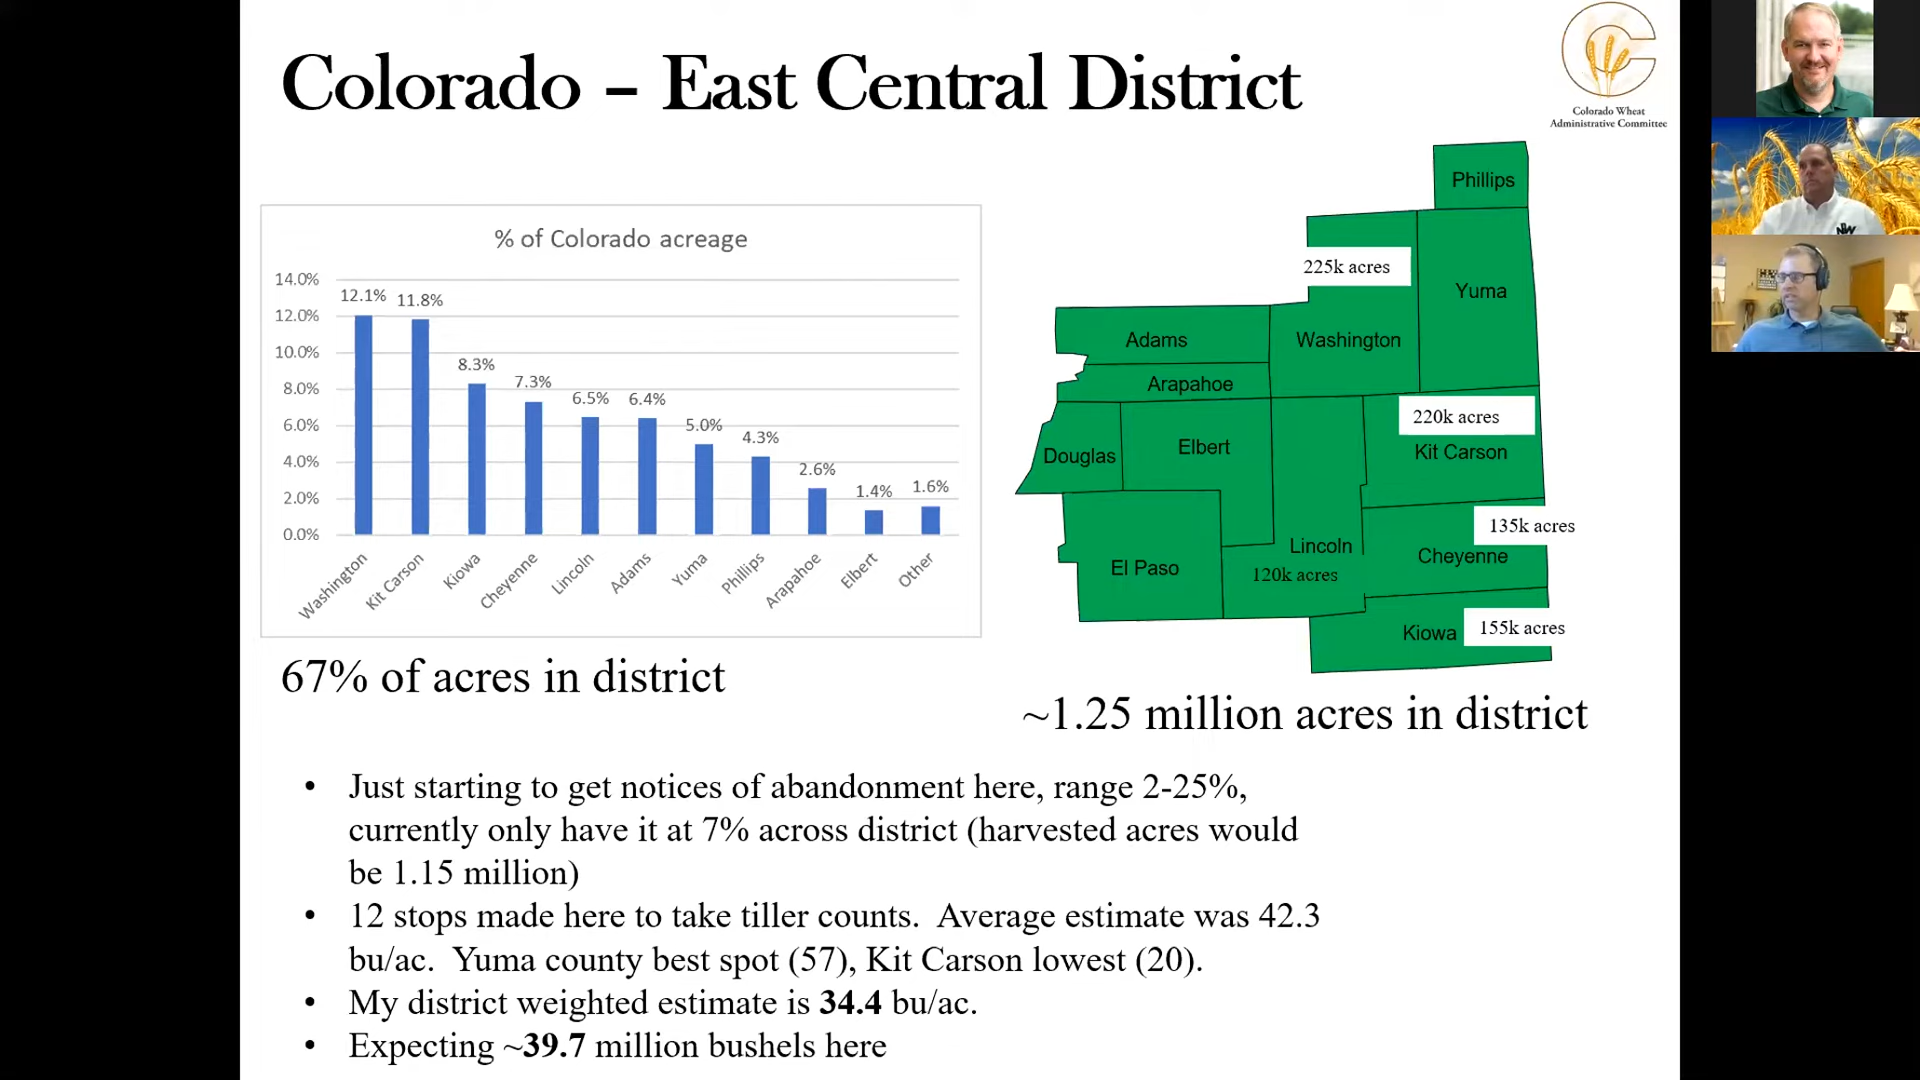 Colorado – East Central District
Colorado Wheat
Administrative Committee
% of Colorado acreage
14.0%
12.0%
10.0%
8.0%
6.0%
4.0%
2.0%
0.0%
12.1%
11.8%
8.3%
7.3%
6.5%
6.4%
5.0%
4.3%
2.6%
1.4%
1.6%
Washington
Kit Carson
Kiowa
Cheyenne
Lincoln
Adams
Yuma
Phillips
Arapahoe
Elbert
Other
67% of acres in district
Phillips
225k acres
Yuma
Adams
Washington
Arapahoe
220k acres
Elbert
Kit Carson
Douglas
135k acres
Lincoln
Cheyenne
El Paso
120k acres
Kiowa
155k acres
~1.25 million acres in district
• Just starting to get notices of abandonment here, range 2-25%,
currently only have it at 7% across district (harvested acres would
be 1.15 million)
• 12 stops made here to take tiller counts. Average estimate was 42.3
bu/ac. Yuma county best spot (57), Kit Carson lowest (20).
• My district weighted estimate is 34.4 bu/ac.
• Expecting ~39.7 million bushels here